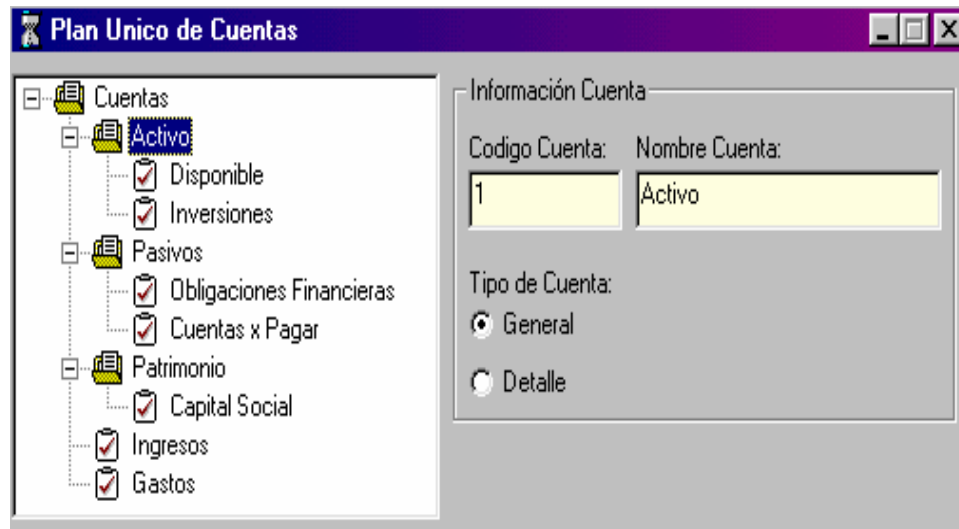 Plan Unico de Cuentas
Cuentas
Activo
Disponible
Inversiones
Pasivos
Obligaciones Financieras
Cuentas x Pagar
Patrimonio
Capital Social
Ingresos
Gastos
Información Cuenta
Codigo Cuenta: Nombre Cuenta:
1 Activo
Tipo de Cuenta:
General
Detalle